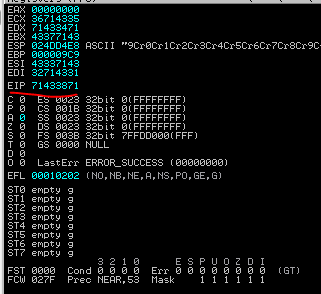 EAX 00000000
ECX 36714335
EDX 71433471
EBX 43377143
ESP 024DD4E8 ASCII "9Cr0Cr1Cr2Cr3Cr4Cr5Cr6Cr7Cr8Cr9C
EBP 000009C9
ESI 43337143
EDI 32714331
EIP 71433871
C 0 ES 0023 32bit 0(FFFFFFFF)
P 0 CS 001B 32bit 0(FFFFFFFF)
A 0 SS 0023 32bit 0(FFFFFFFF)
Z 0 DS 0023 32bit 0(FFFFFFFF)
S 0 FS 003B 32bit 7FFDD000(FFF)
T 0 GS 0000 NULL
D 0
O 0 LastErr ERROR_SUCCESS (00000000)
EFL 00010202 (NO,NB,NE,A,NS,PO,GE,G)
ST0 empty g
ST1 empty g
ST2 empty g
ST3 empty g
ST4 empty g
ST5 empty g
ST6 empty g
ST7 empty g
3 2 1 0 E S P U O Z D I
FST 0000 Cond 0 0 0 0 Err 0 0 0 0 0 0 0 0 (GT)
FCW 027F Prec NEAR,53 Mask 1 1 1 1 1 1